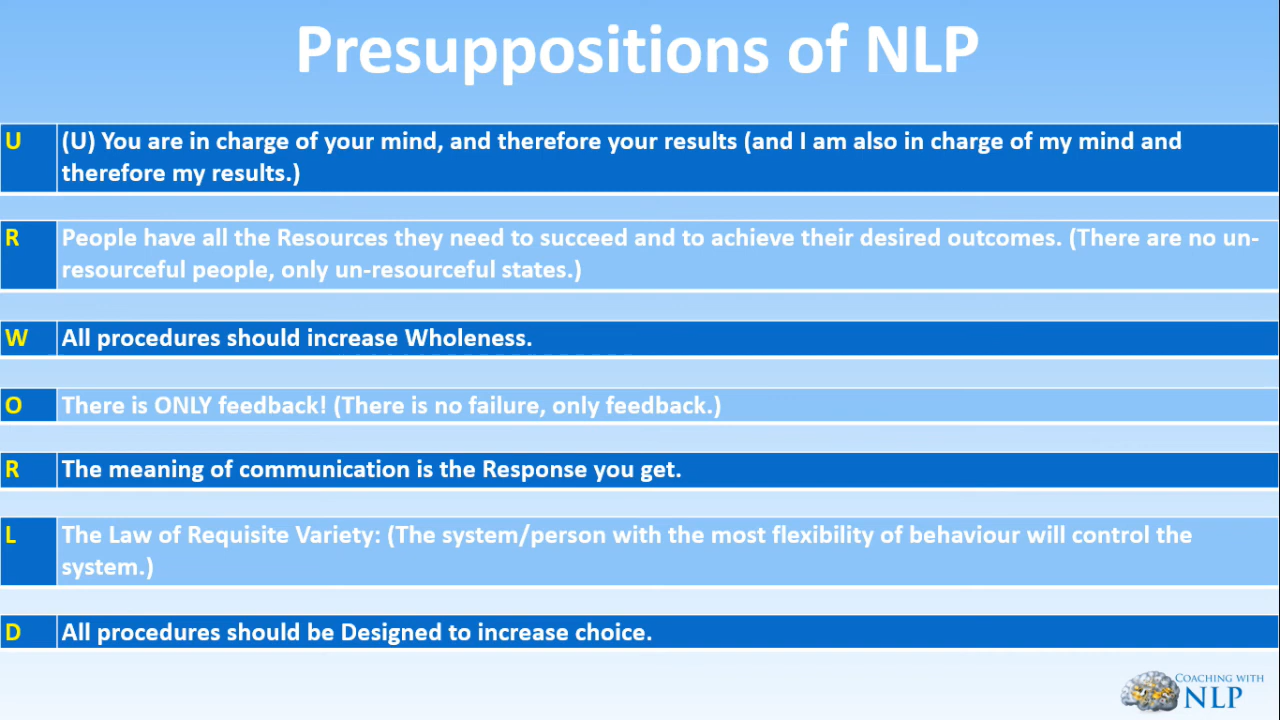 Presuppositions of NLP
U
(U) You are in charge of your mind, and therefore your results (and I am also in charge of my mind and
therefore my results.)
R
People have all the Resources they need to succeed and to achieve their desired outcomes. (There are no un-
resourceful people, only un-resourceful states.)
W
All procedures should increase Wholeness.
O
There is ONLY feedback! (There is no failure, only feedback.)
R
The meaning of communication is the Response you get.
L
The Law of Requisite Variety: (The system/person with the most flexibility of behaviour will control the
system.)
D
All procedures should be Designed to increase choice.
COACHING WITH
NLP